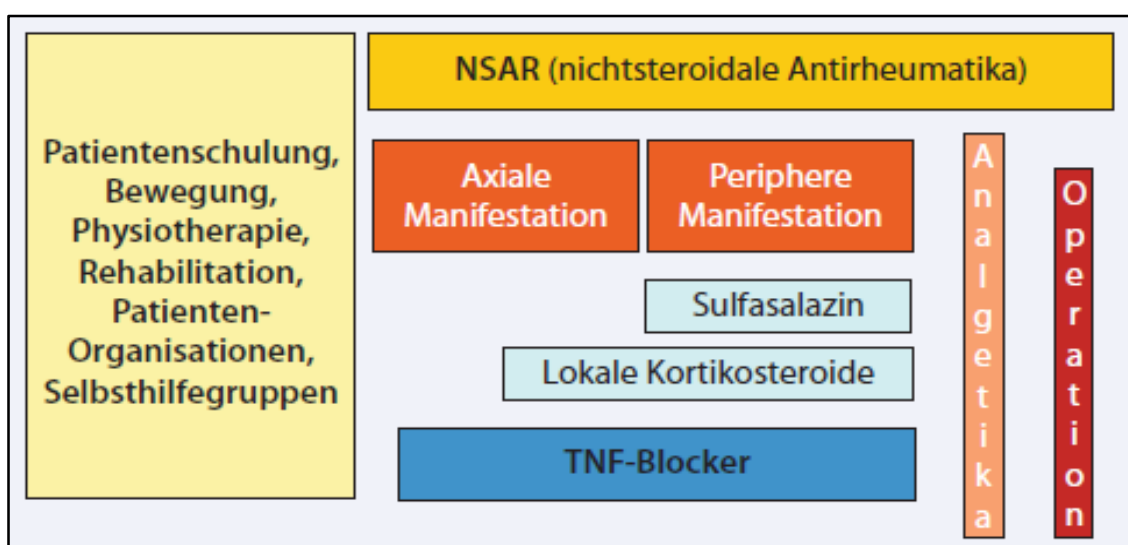 Patientenschulung,
Bewegung,
Physiotherapie,
Rehabilitation,
Patienten-
Organisationen,
Selbsthilfegruppen
NSAR (nichtsteroidale Antirheumatika)
Axiale
Manifestation
Periphere
Manifestation
Sulfasalazin
Lokale Kortikosteroide
TNF-Blocker
Analgetika
Operation